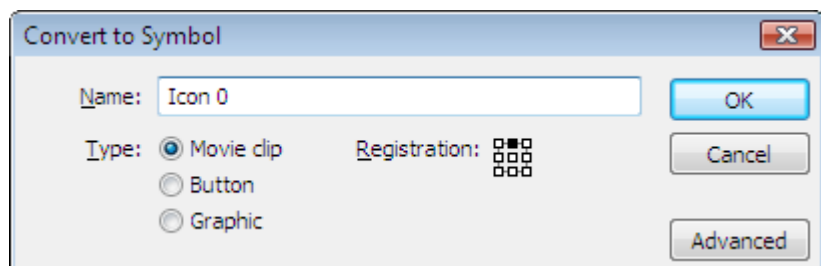 Convert to Symbol
Name: Icon 0 OK
Type: Movie clip Registration: Cancel
Button
Graphic
Advanced